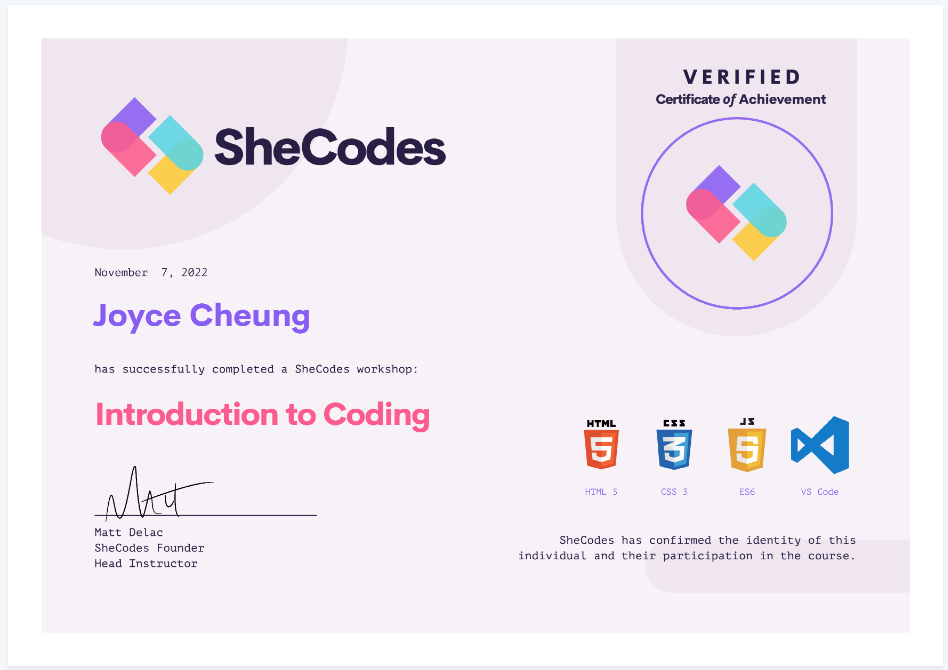 VERIFIED
Certificate of Achievement
SheCodes
November 7, 2022
Joyce Cheung
has successfully completed a SheCodes workshop:
Introduction to Coding
HTML
CSS
JS
5
3
5
HTML 5
CSS 3
ES6
VS Code
Matt Delac
SheCodes Founder
Head Instructor
SheCodes has confirmed the identity of this
individual and their participation in the course.